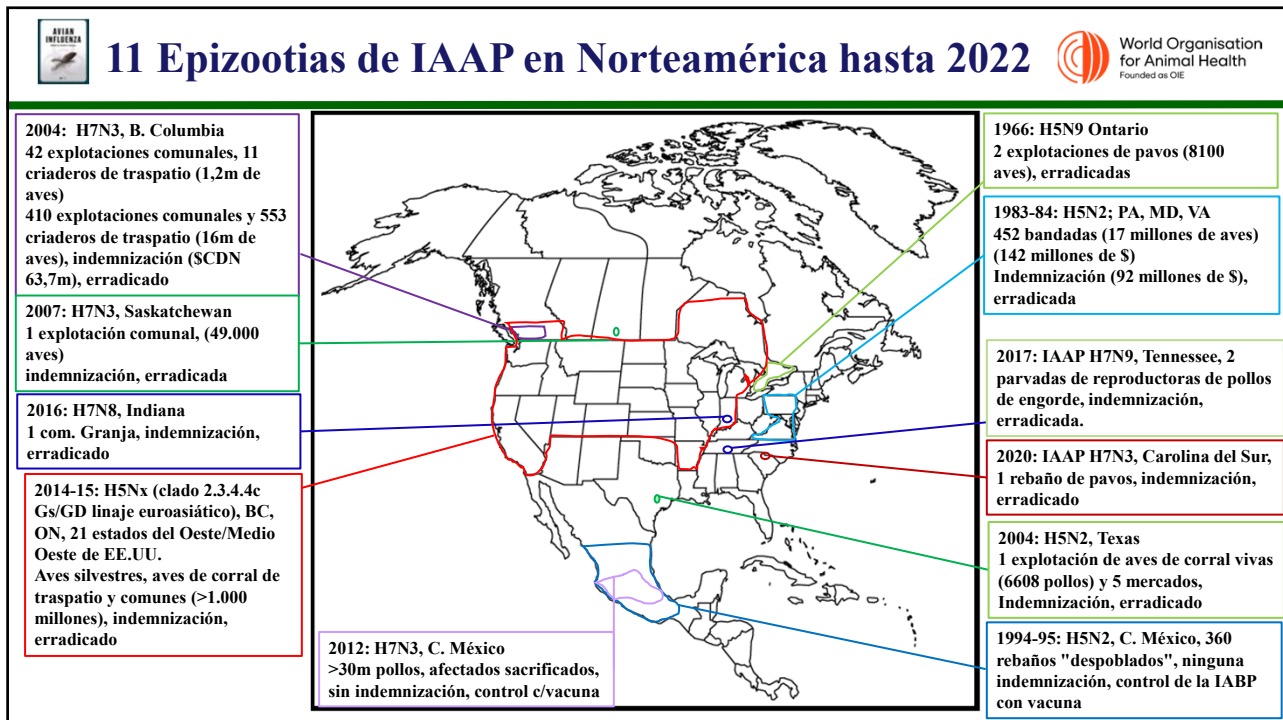 AVIAN
INFLUENZA
11 Epizootias de IAAP en Norteamérica hasta 2022
World Organisation
for Animal Health
Founded as OIE
2004:  H7N3, B. Columbia
42 explotaciones comunales, 11
criaderos de traspatio (1,2m de
aves)
410 explotaciones comunales y 553
criaderos de traspatio (16m de
aves), indemnización ($CDN
63,7m), erradicado
2007: H7N3, Saskatchewan
1 explotación comunal, (49.000
aves)
indemnización, erradicada
2016: H7N8, Indiana
1 com. Granja, indemnización,
erradicado
2014-15: H5Nx (clado 2.3.4.4c
Gs/GD linaje euroasiático), BC,
ON, 21 estados del Oeste/Medio
Oeste de EE.UU.
Aves silvestres, aves de corral de
traspatio y comunes (>1.000
millones), indemnización,
erradicado
2012: H7N3, C. México
>30m pollos, afectados sacrificados,
sin indemnización, control c/vacuna
1966: H5N9 Ontario
2 explotaciones de pavos (8100
aves), erradicadas
1983-84: H5N2; PA, MD, VA
452 bandadas (17 millones de aves)
(142 millones de $)
Indemnización (92 millones de $),
erradicada
2017: IAAP H7N9, Tennessee, 2
parvadas de reproductoras de pollos
de engorde, indemnización,
erradicada.
2020: IAAP H7N3, Carolina del Sur,
1 rebaño de pavos, indemnización,
erradicado
2004: H5N2, Texas
1 explotación de aves de corral vivas
(6608 pollos) y 5 mercados,
Indemnización, erradicado
1994-95: H5N2, C. México, 360
rebaños "despoblados", ninguna
indemnización, control de la IABP
con vacuna